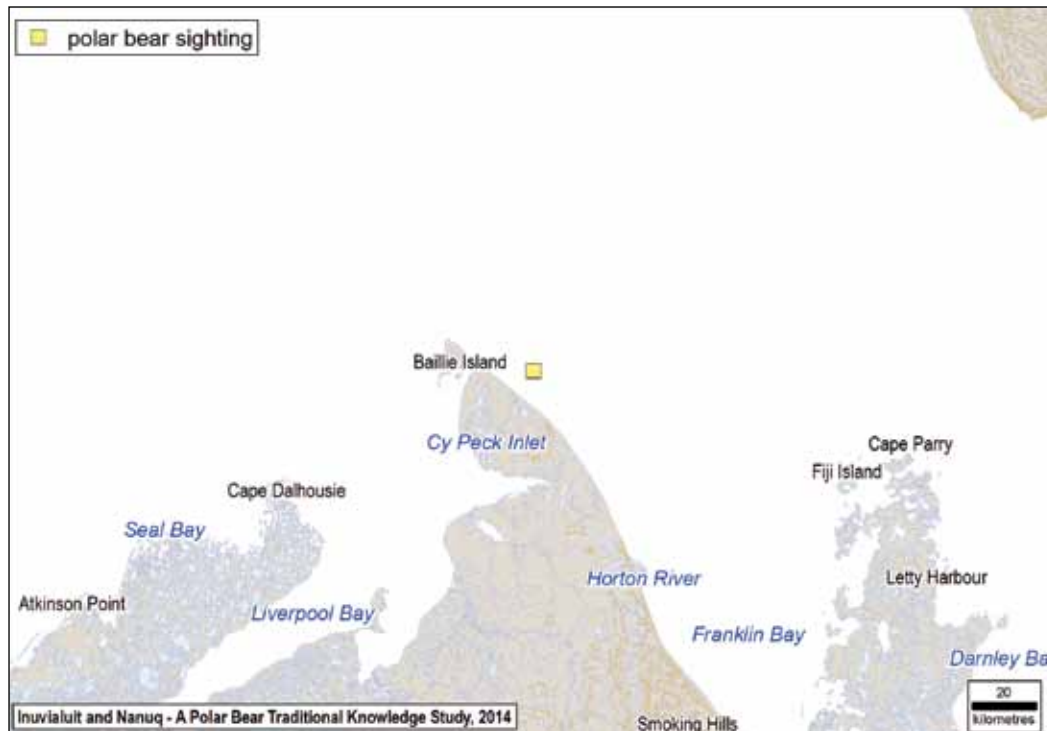 polar bear sighting
Baillie Island
Cy Peck Inlet
Cape Parry
Fiji Island
Cape Dalhousie
Seal Bay
Horton River
Letty Harbour
Atkinson Point
Liverpool Bay
Franklin Bay
Darnley Ba
20
kilometres
Inuvialuit and Nanuq - A Polar Bear Traditional Knowledge Study, 2014
Smoking Hills